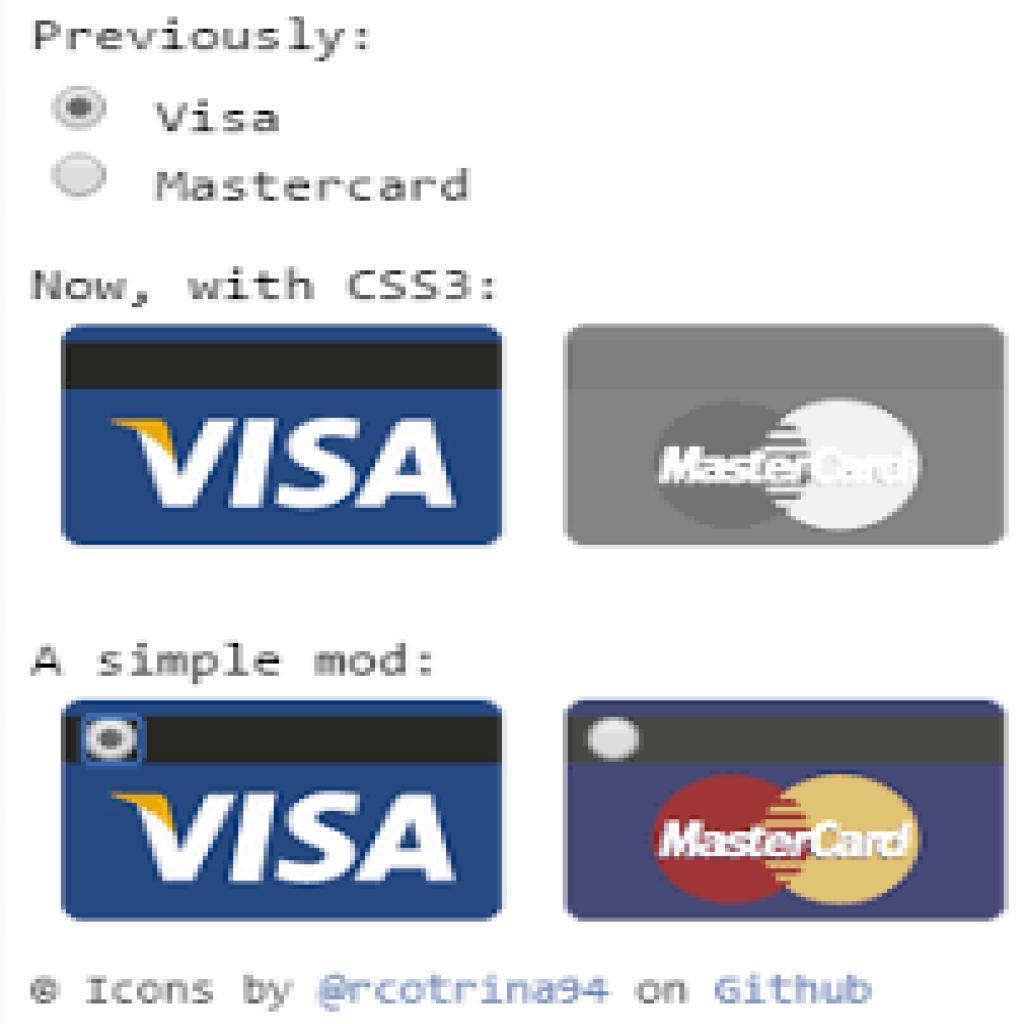 Previously:
Visa
Mastercard
Now, with CSS3:
VISA MasterCard
A simple mod:
VISA MasterCard
© Icons by @rcotrina94 on Github